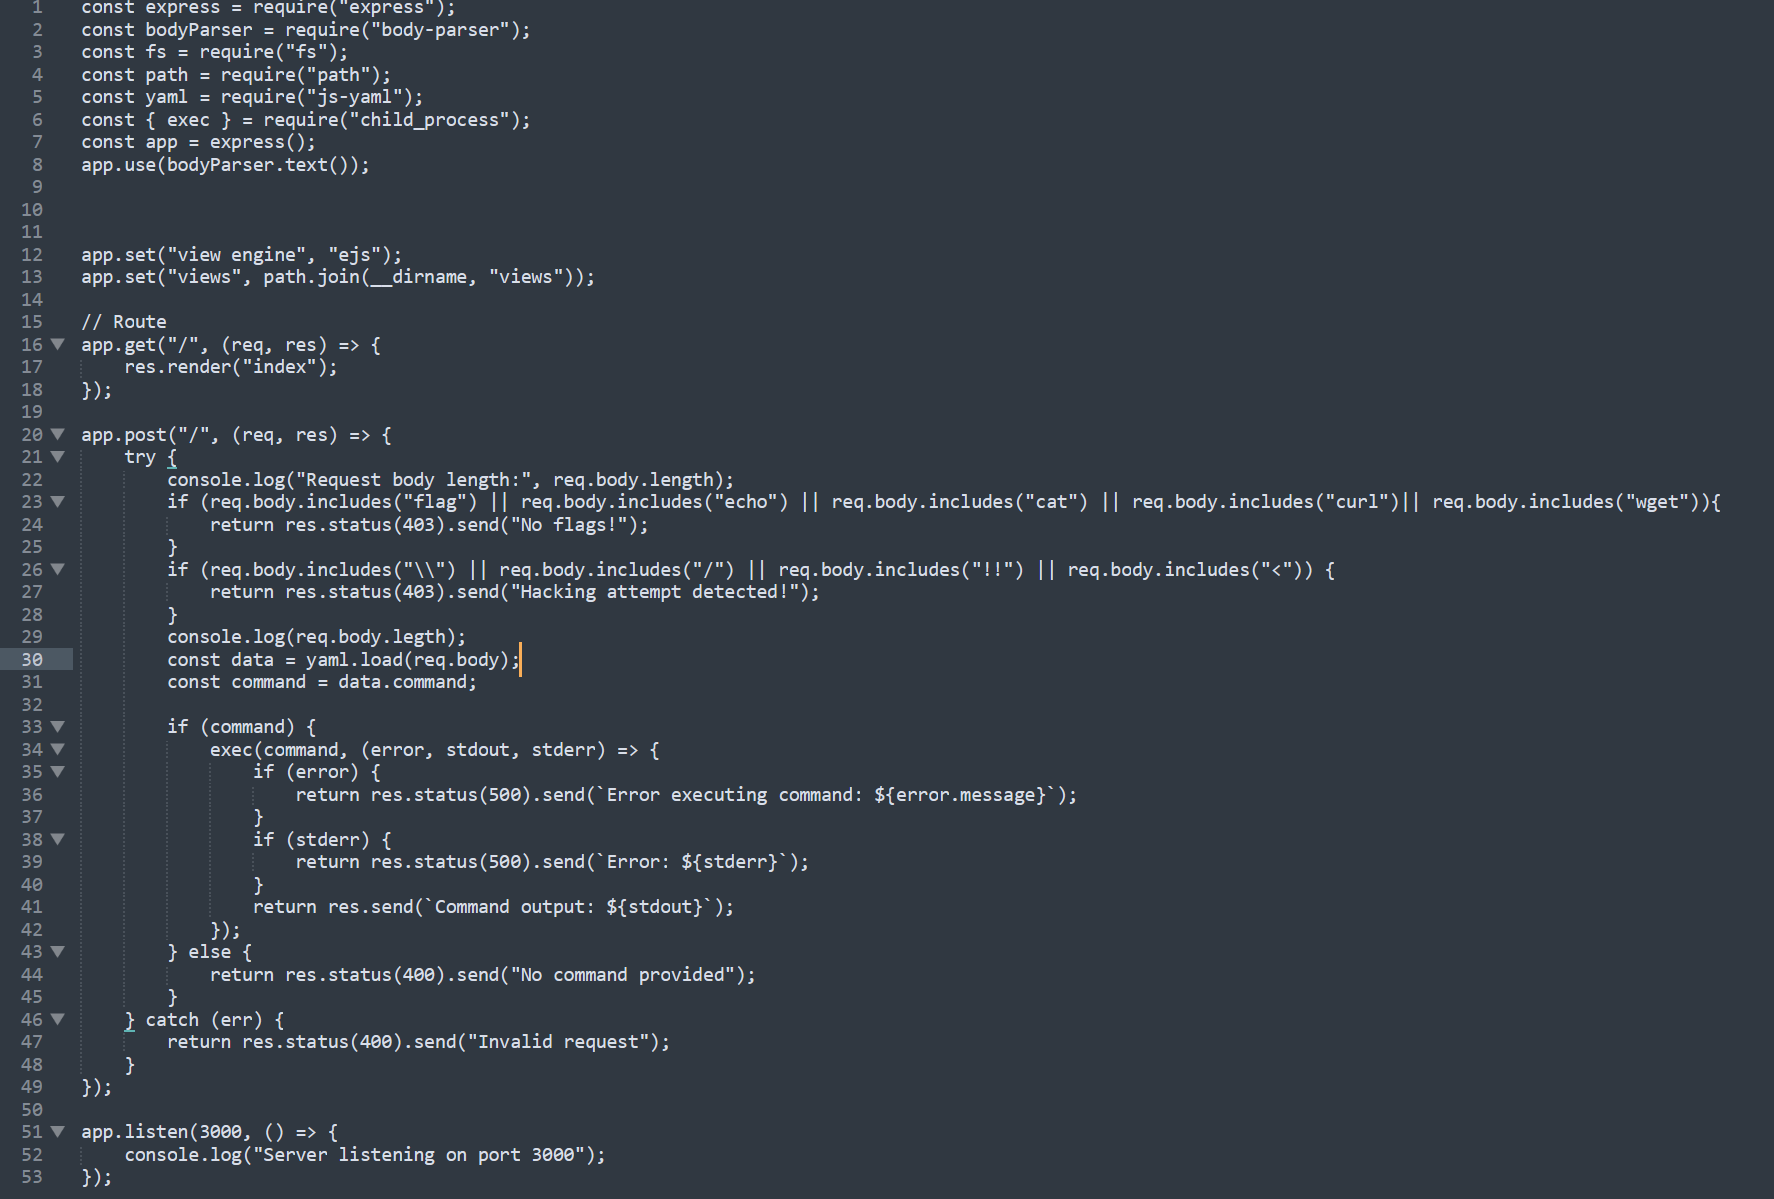 1 const express = require("express");
2 const bodyParser = require("body-parser");
3 const fs = require("fs");
4 const path = require("path");
5 const yaml = require("js-yaml");
6 const { exec } = require("child_process");
7 const app = express();
8 app.use(bodyParser.text());
9
10
11
12 app.set("view engine", "ejs");
13 app.set("views", path.join(__dirname, "views"));
14
15 // Route
16 app.get("/", (req, res) => {
17     res.render("index");
18 });
19
20 app.post("/", (req, res) => {
21     try {
22         console.log("Request body length:", req.body.length);
23         if (req.body.includes("flag") || req.body.includes("echo") || req.body.includes("cat") || req.body.includes("curl")|| req.body.includes("wget")){
24             return res.status(403).send("No flags!");
25         }
26         if (req.body.includes("\\") || req.body.includes("/") || req.body.includes("!!") || req.body.includes("<")) {
27             return res.status(403).send("Hacking attempt detected!");
28         }
29         console.log(req.body.legth);
30         const data = yaml.load(req.body);
31         const command = data.command;
32
33         if (command) {
34             exec(command, (error, stdout, stderr) => {
35                 if (error) {
36                     return res.status(500).send(`Error executing command: ${error.message}`);
37                 }
38                 if (stderr) {
39                     return res.status(500).send(`Error: ${stderr}`);
40                 }
41                 return res.send(`Command output: ${stdout}`);
42             });
43         } else {
44             return res.status(400).send("No command provided");
45         }
46     } catch (err) {
47         return res.status(400).send("Invalid request");
48     }
49 });
50
51 app.listen(3000, () => {
52     console.log("Server listening on port 3000");
53 });